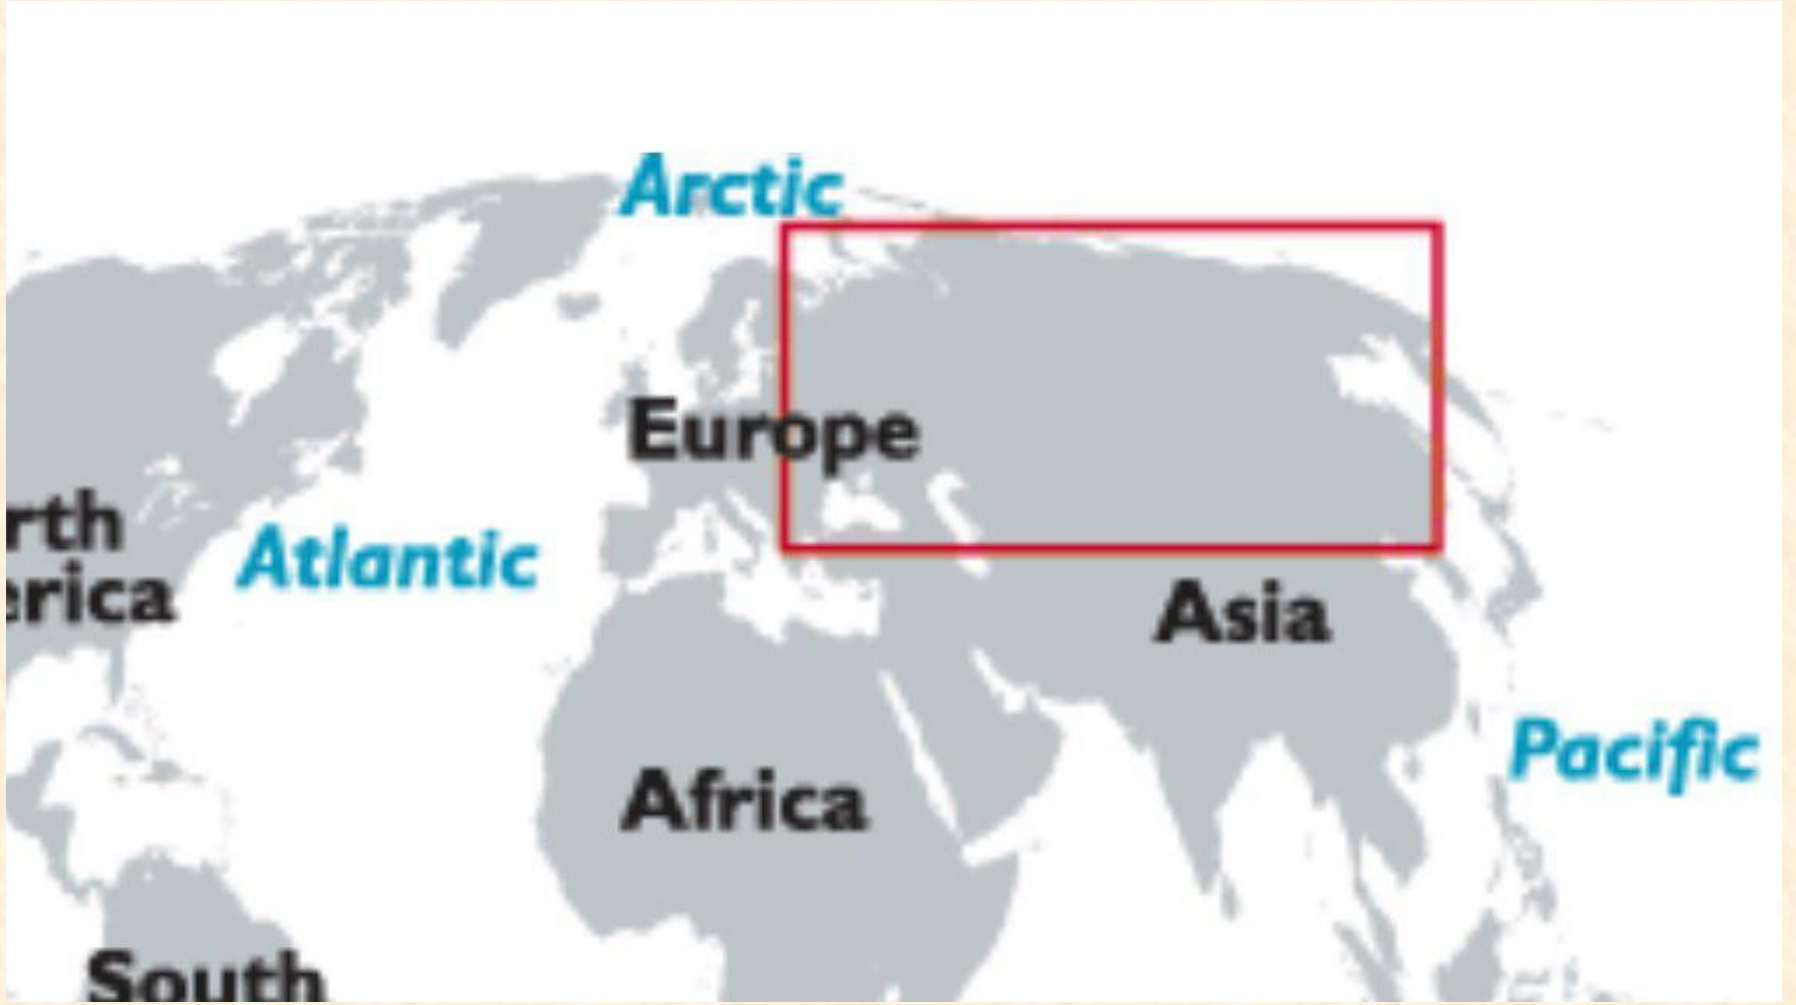 Arctic
Europe
rth
erica
Atlantic
Asia
Pacific
Africa
South